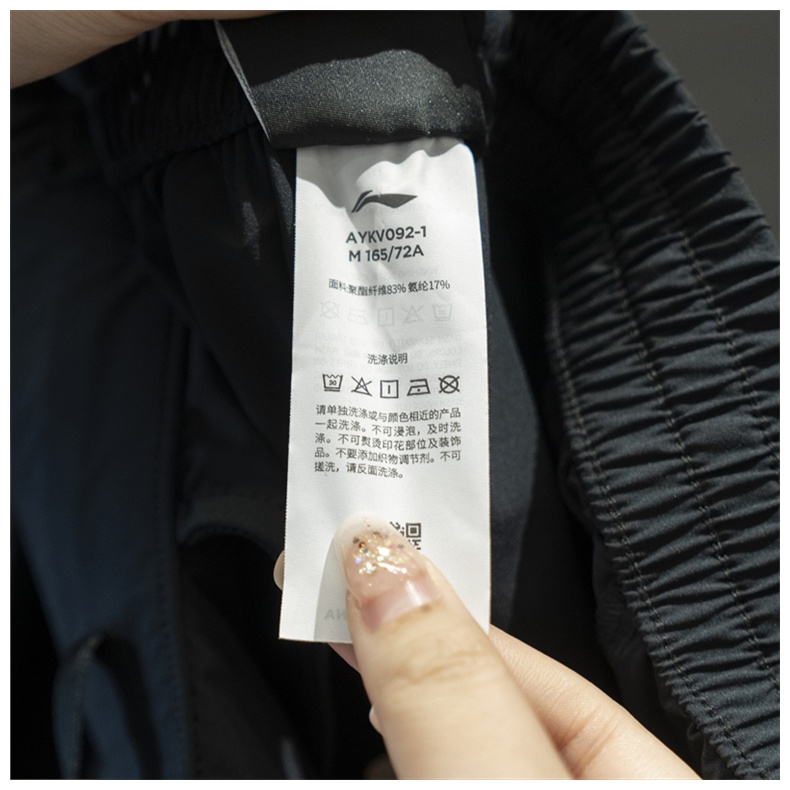 AYKV092-1
M 165/72A
面料:聚酯纤维83% 氨纶17%
洗涤说明
30
请单独洗涤或与颜色相近的产品
一起洗涤。不可浸泡，及时洗
涤。不可熨烫印花部位及装饰
品。不要添加织物调节剂。不可
搓洗，请反面洗涤。